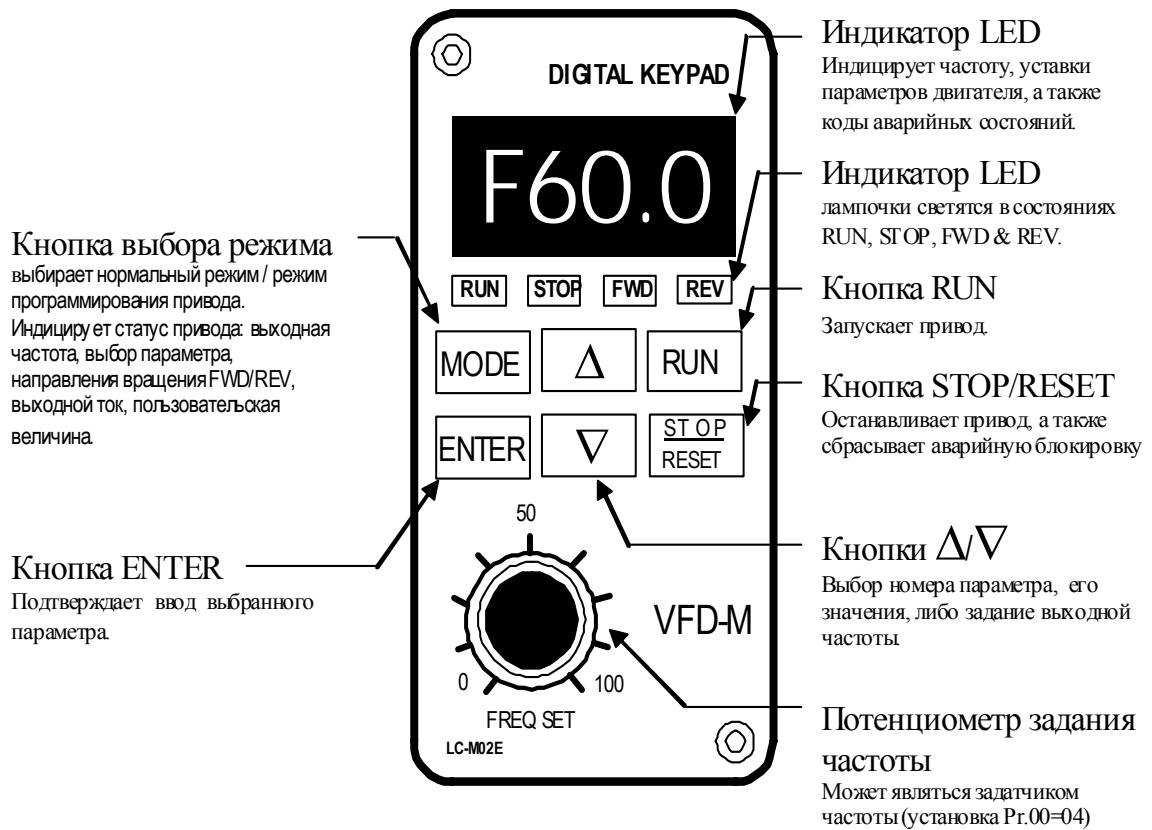 DIGITAL KEYPAD
F60.0
RUN STOP FWD REV
MODE Δ RUN
ENTER ∇ STOP
RESET
50
0 100
FREQ SET
VFD-M
LC-M02E
Кнопка выбора режима
выбирает нормальный режим / режим
программирования привода.
Индицирует статус привода: выходная
частота, выбор параметра,
направления вращения FWD/REV,
выходной ток, пользовательская
величина.
Кнопка ENTER
Подтверждает ввод выбранного
параметра.
Индикатор LED
Индицирует частоту, уставки
параметров двигателя, а также
коды аварийных состояний.
Индикатор LED
лампочки светятся в состояниях
RUN, STOP, FWD & REV.
Кнопка RUN
Запускает привод.
Кнопка STOP/RESET
Останавливает привод, а также
сбрасывает аварийную блокировку
Кнопки Δ/∇
Выбор номера параметра, его
значения, либо задание выходной
частоты.
Потенциометр задания
частоты
Может являться задатчиком
частоты (установка Pr.00=04)